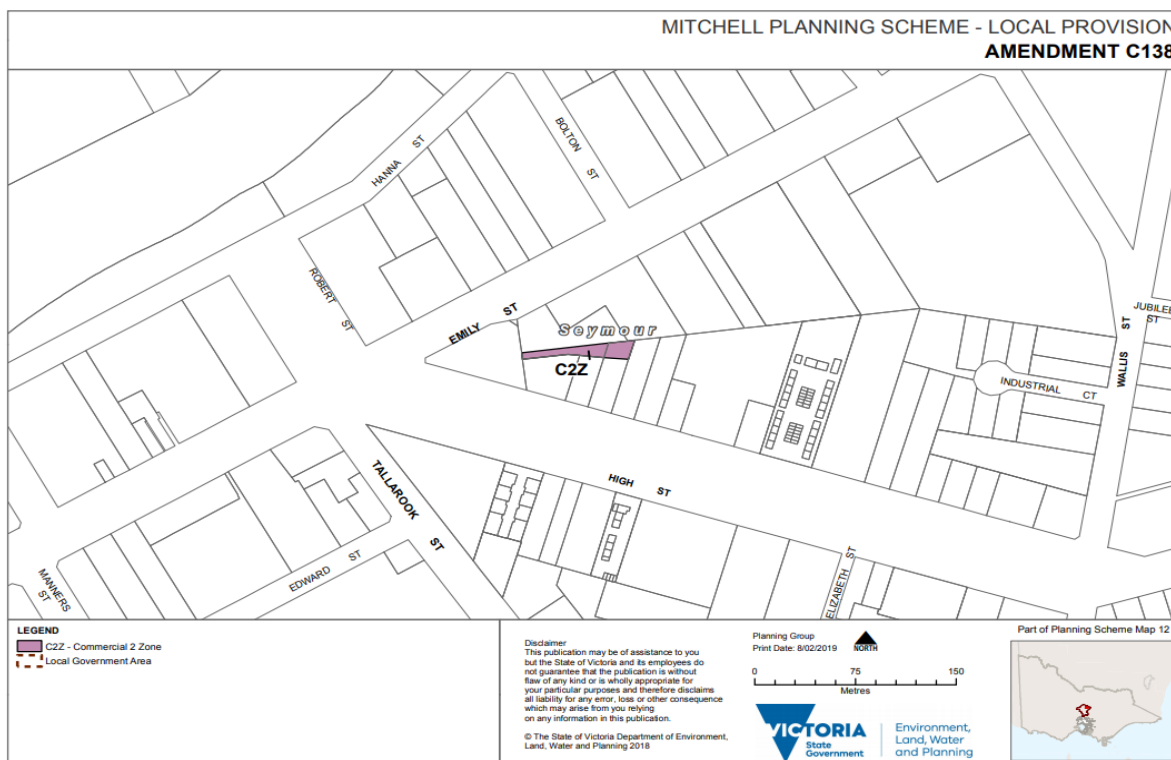 MITCHELL PLANNING SCHEME - LOCAL PROVISION
AMENDMENT C138
HANNA ST
BOLTON ST
ROBERT ST
EMILY ST
Seymour
C2Z
JUBILEE ST
WALLIS ST
INDUSTRIAL CT
TALLAROOK ST
HIGH ST
EDWARD ST
MANNERS ST
ELIZABETH ST
LEGEND
C2Z - Commercial 2 Zone
Local Government Area
Disclaimer
This publication may be of assistance to you
but the State of Victoria and its employees do
not guarantee that the publication is without
flaw of any kind or is wholly appropriate for
your particular purposes and therefore disclaims
all liability for any error, loss or other consequence
which may arise from you relying
on any information in this publication.
© The State of Victoria Department of Environment,
Land, Water and Planning 2018
Planning Group
Print Date: 8/02/2019
NORTH
0 75 150
Metres
VICTORIA
State
Government
Environment,
Land, Water
and Planning
Part of Planning Scheme Map 12